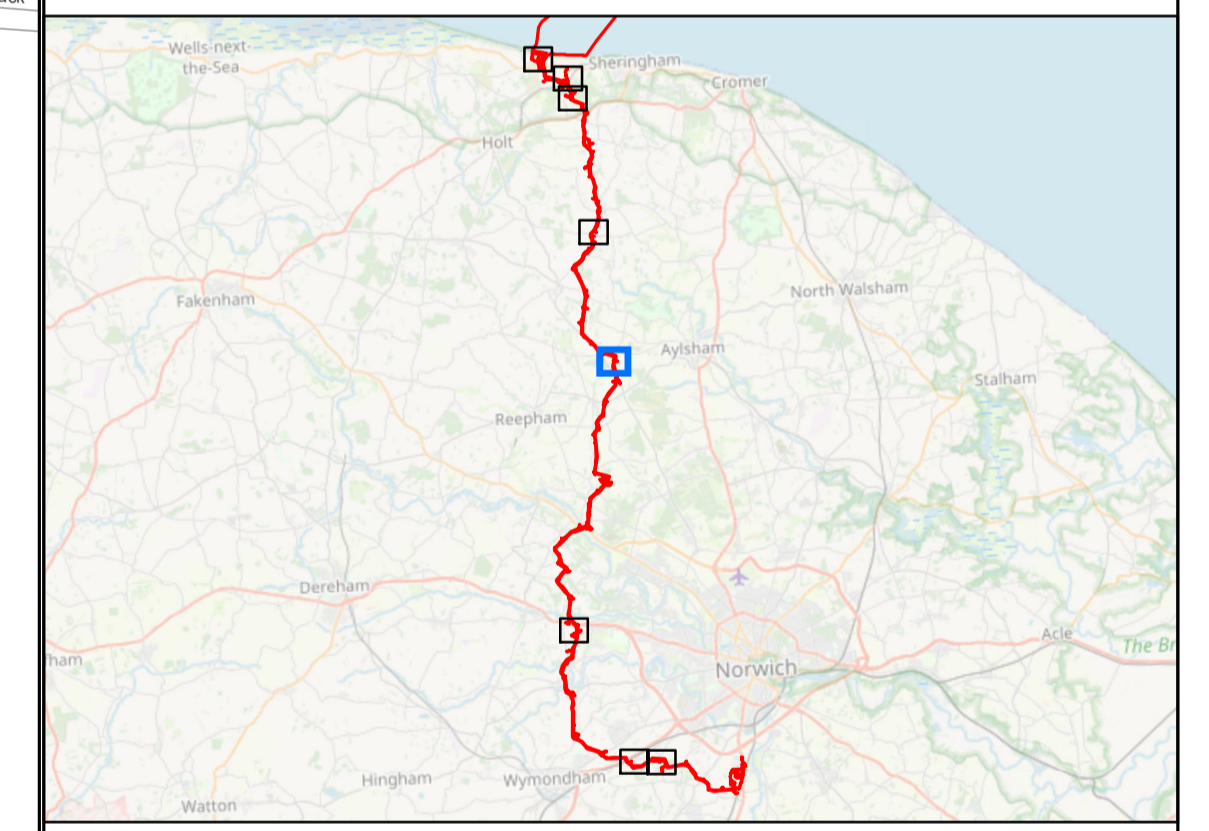 Wells-next-
the-Sea
Sheringham
Cromer
Holt
Fakenham
North Walsham
Aylsham
Stalham
Reepham
Dereham
Acle
The Br
ham
Norwich
Hingham
Wymondham
Watton